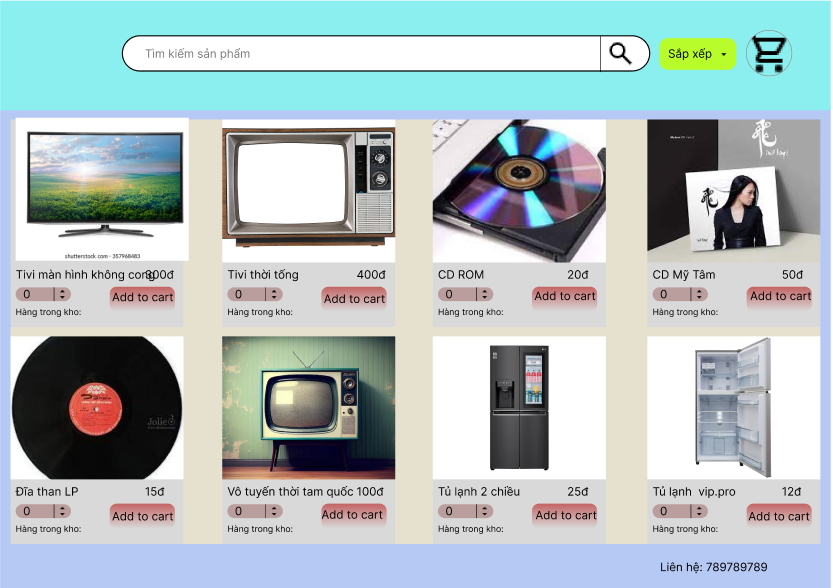 Tìm kiếm sản phẩm
Sắp xếp
shutterstock.com · 357968483
Tivi màn hình không cong 800đ
Tivi thời tống 400đ
CD ROM 20đ
CD Mỹ Tâm 50đ
0 Add to cart
0 Add to cart
0 Add to cart
0 Add to cart
Hàng trong kho:
Hàng trong kho:
Hàng trong kho:
Hàng trong kho:
Jolie
Đĩa than LP 15đ
Vô tuyến thời tam quốc 100đ
Tủ lạnh 2 chiều 25đ
Tủ lạnh vip.pro 12đ
0 Add to cart
0 Add to cart
0 Add to cart
0 Add to cart
Hàng trong kho:
Hàng trong kho:
Hàng trong kho:
Hàng trong kho:
Liên hệ: 789789789